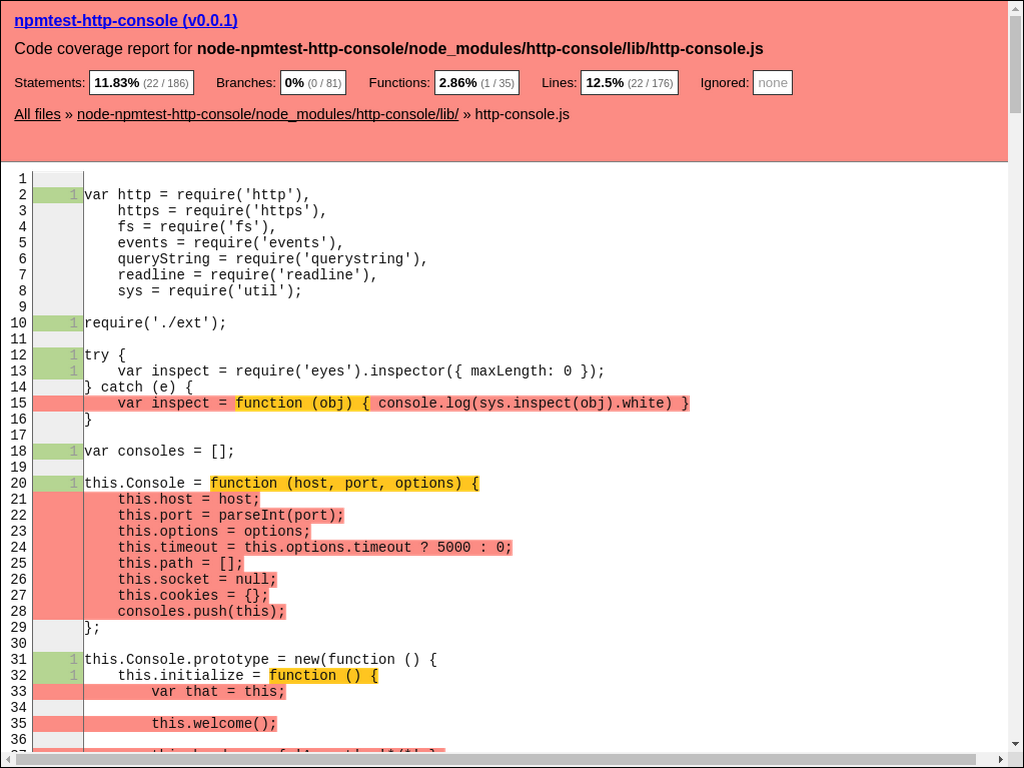 npmtest-http-console (v0.0.1)
Code coverage report for node-npmtest-http-console/node_modules/http-console/lib/http-console.js
Statements: 11.83% (22 / 186) Branches: 0% (0 / 81) Functions: 2.86% (1 / 35) Lines: 12.5% (22 / 176) Ignored: none
All files » node-npmtest-http-console/node_modules/http-console/lib/ » http-console.js
1
2 1 var http = require('http'),
3 https = require('https'),
4 fs = require('fs'),
5 events = require('events'),
6 queryString = require('querystring'),
7 readline = require('readline'),
8 sys = require('util');
9
10 1 require('./ext');
11
12 1 try {
13 1 var inspect = require('eyes').inspector({ maxLength: 0 });
14 } catch (e) {
15 var inspect = function (obj) { console.log(sys.inspect(obj).white) }
16 }
17
18 1 var consoles = [];
19
20 1 this.Console = function (host, port, options) {
21 this.host = host;
22 this.port = parseInt(port);
23 this.options = options;
24 this.timeout = this.options.timeout ? 5000 : 0;
25 this.path = [];
26 this.socket = null;
27 this.cookies = {};
28 consoles.push(this);
29 };
30
31 1 this.Console.prototype = new(function () {
32 1 this.initialize = function () {
33 var that = this;
34
35 this.welcome();
36